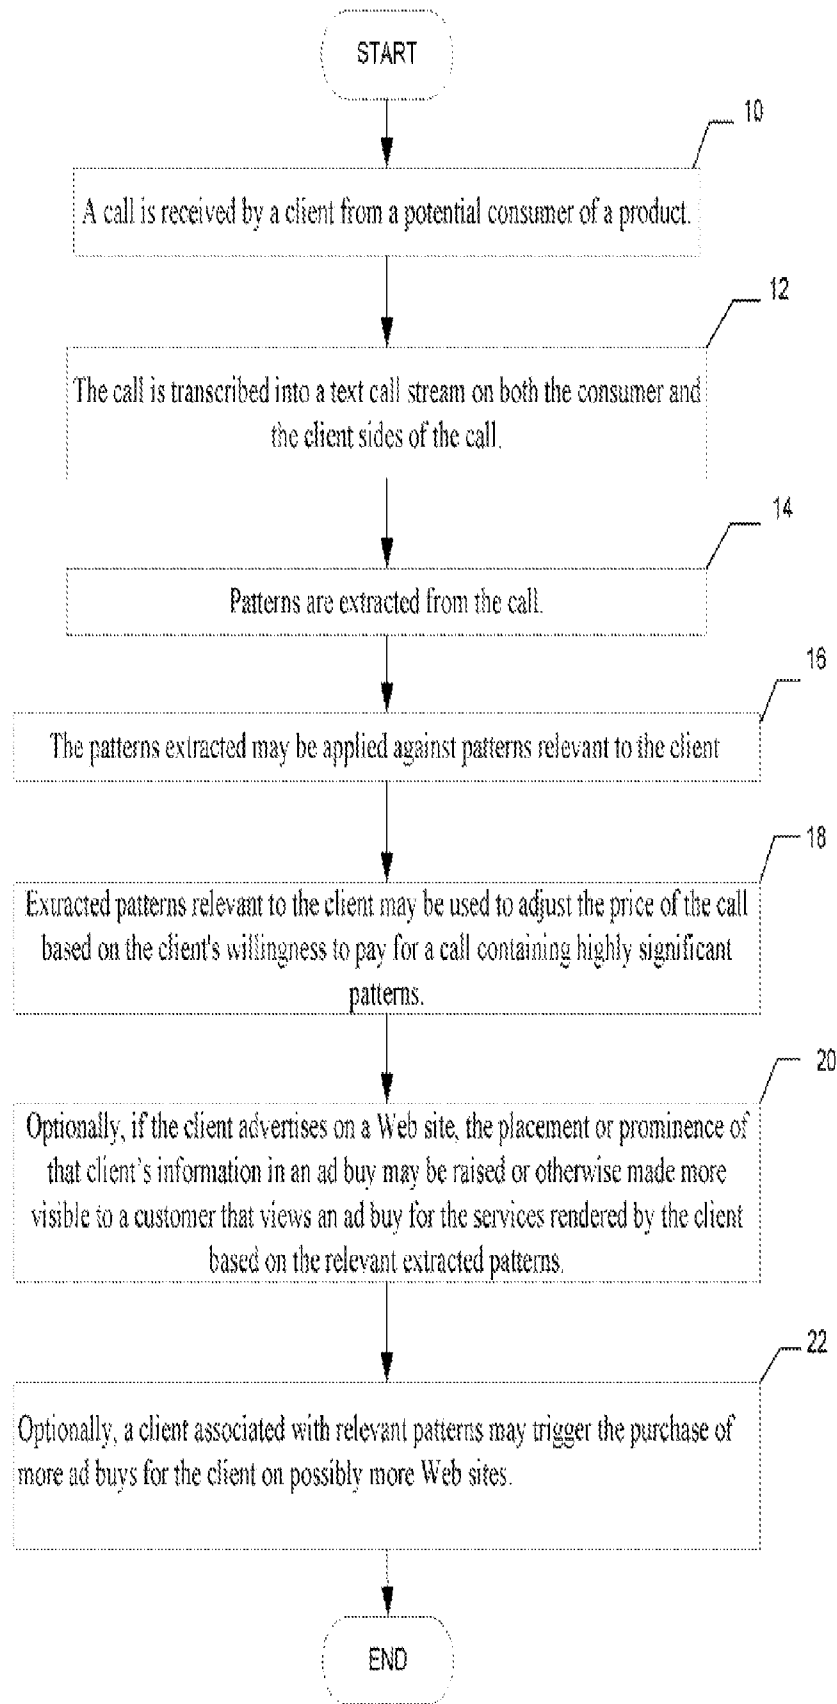 START
10
A call is received by a client from a potential consumer of a product.
12
The call is transcribed into a text call stream on both the consumer and
the client sides of the call.
14
Patterns are extracted from the call.
16
The patterns extracted may be applied against patterns relevant to the client
18
Extracted patterns relevant to the client may be used to adjust the price of the call
based on the client's willingness to pay for a call containing highly significant
patterns.
20
Optionally, if the client advertises on a Web site, the placement or prominence of
that client's information in an ad buy may be raised or otherwise made more
visible to a customer that views an ad buy for the services rendered by the client
based on the relevant extracted patterns.
22
Optionally, a client associated with relevant patterns may trigger the purchase of
more ad buys for the client on possibly more Web sites.
END